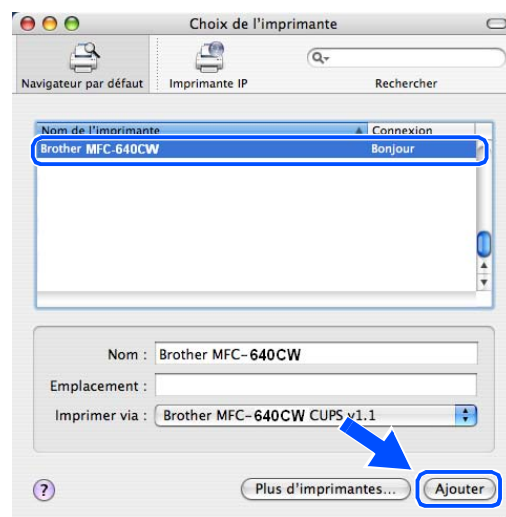 Choix de l'imprimante
Navigateur par défaut Imprimante IP Rechercher
Nom de l'imprimante Connexion
Brother MFC-640CW Bonjour
Nom : Brother MFC-640CW
Emplacement :
Imprimer via : Brother MFC-640CW CUPS v1.1
? Plus d'imprimantes... Ajouter